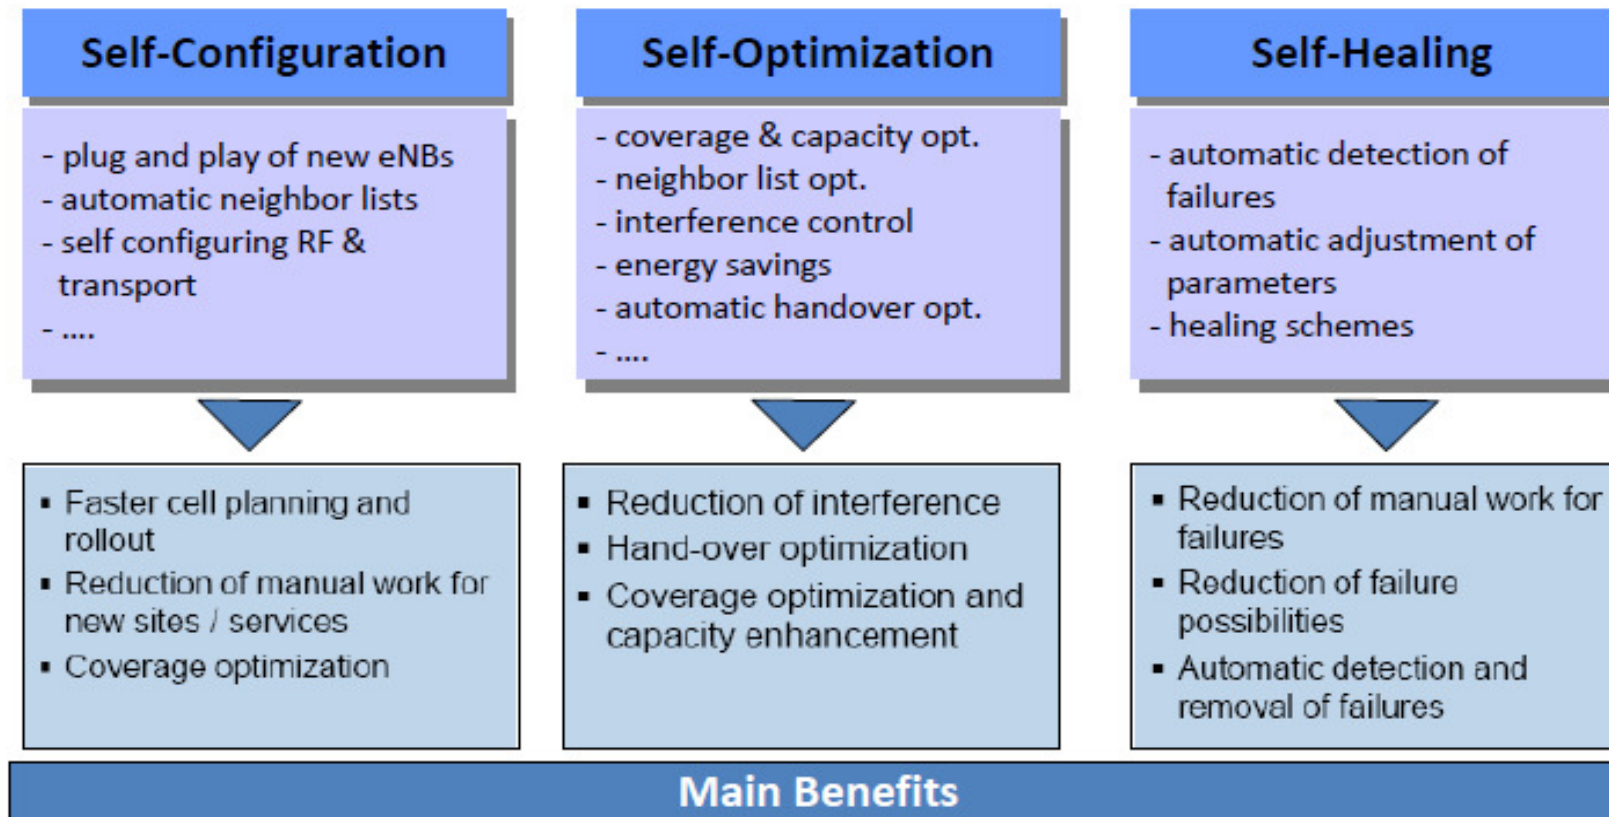 Self-Configuration
- plug and play of new eNBs
- automatic neighbor lists
- self configuring RF &
transport
- ....
Self-Optimization
- coverage & capacity opt.
- neighbor list opt.
- interference control
- energy savings
- automatic handover opt.
- ....
Self-Healing
- automatic detection of
failures
- automatic adjustment of
parameters
- healing schemes
▪ Faster cell planning and
rollout
▪ Reduction of manual work for
new sites / services
▪ Coverage optimization
▪ Reduction of interference
▪ Hand-over optimization
▪ Coverage optimization and
capacity enhancement
▪ Reduction of manual work for
failures
▪ Reduction of failure
possibilities
▪ Automatic detection and
removal of failures
Main Benefits